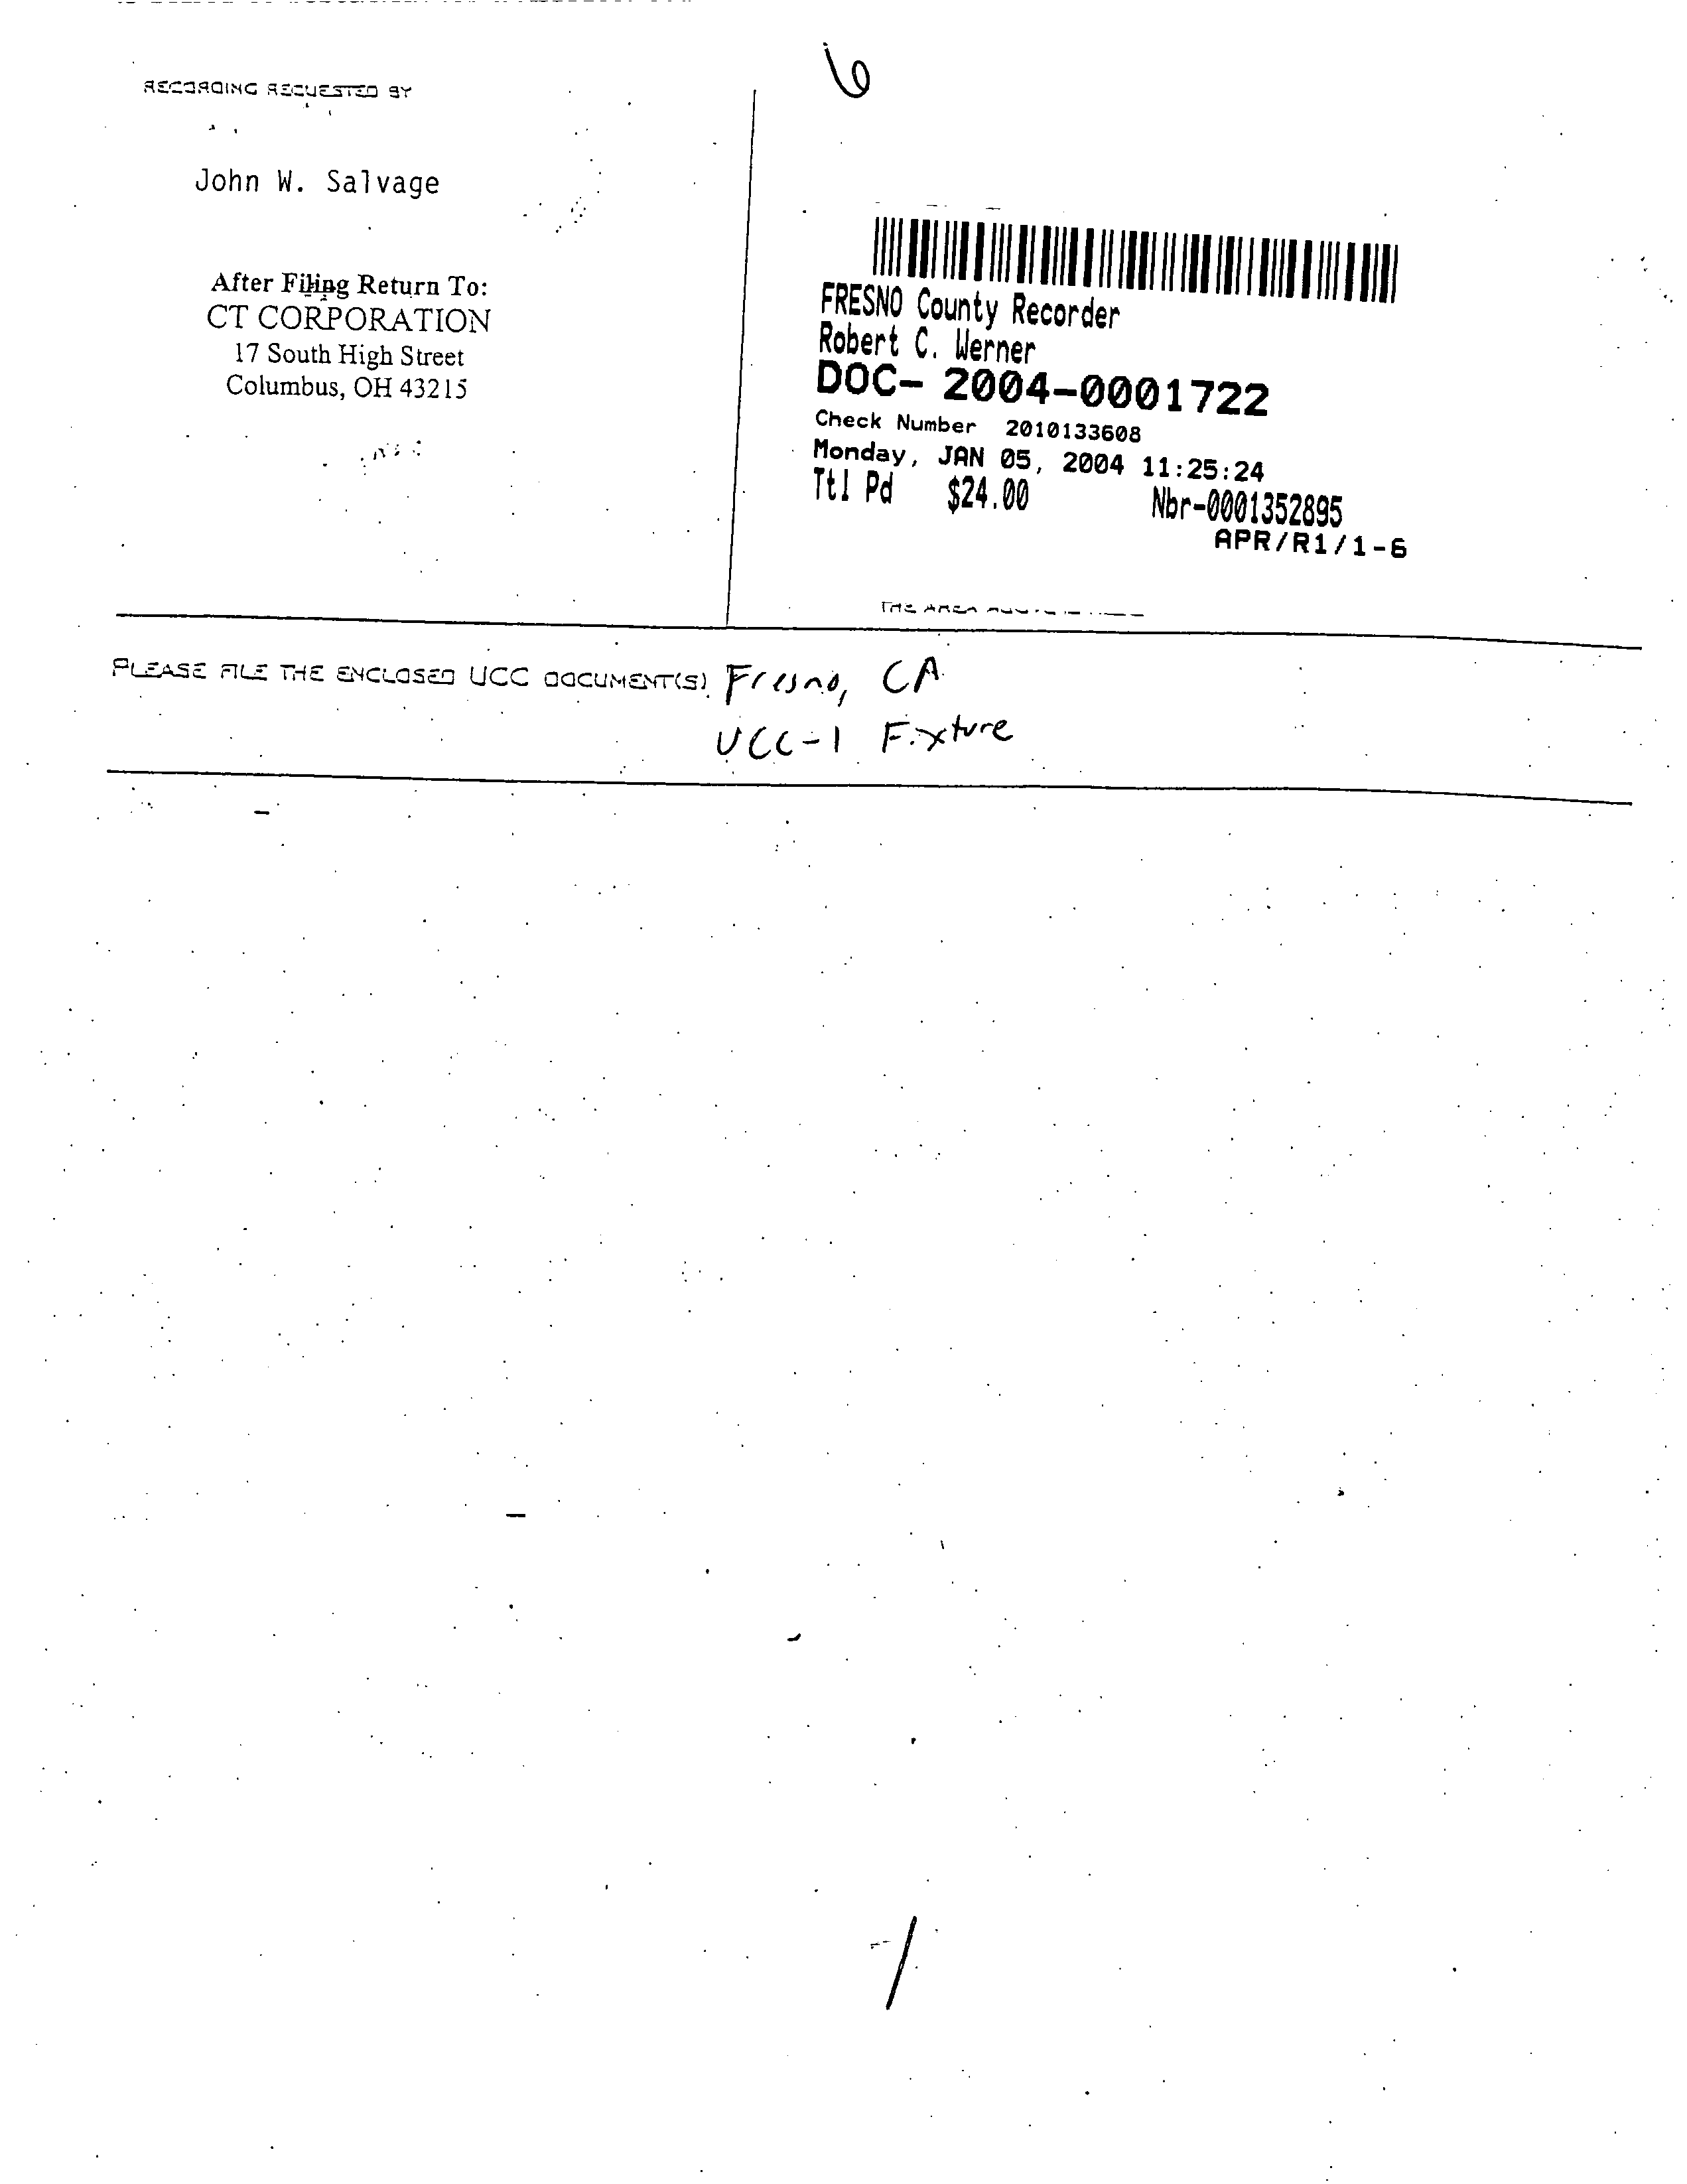 6
RECORDING REQUESTED BY
John W. Salvage
After Filing Return To:
CT CORPORATION
17 South High Street
Columbus, OH 43215
FRESNO County Recorder
Robert C. Werner
DOC- 2004-0001722
Check Number 2010133608
Monday, JAN 05, 2004 11:25:24
Ttl Pd $24.00 Nbr-0001352895
APR/R1/1-6
THE AREA
PLEASE FILE THE ENCLOSED UCC DOCUMENT(S) Fresno, CA
UCC-1 Fixture